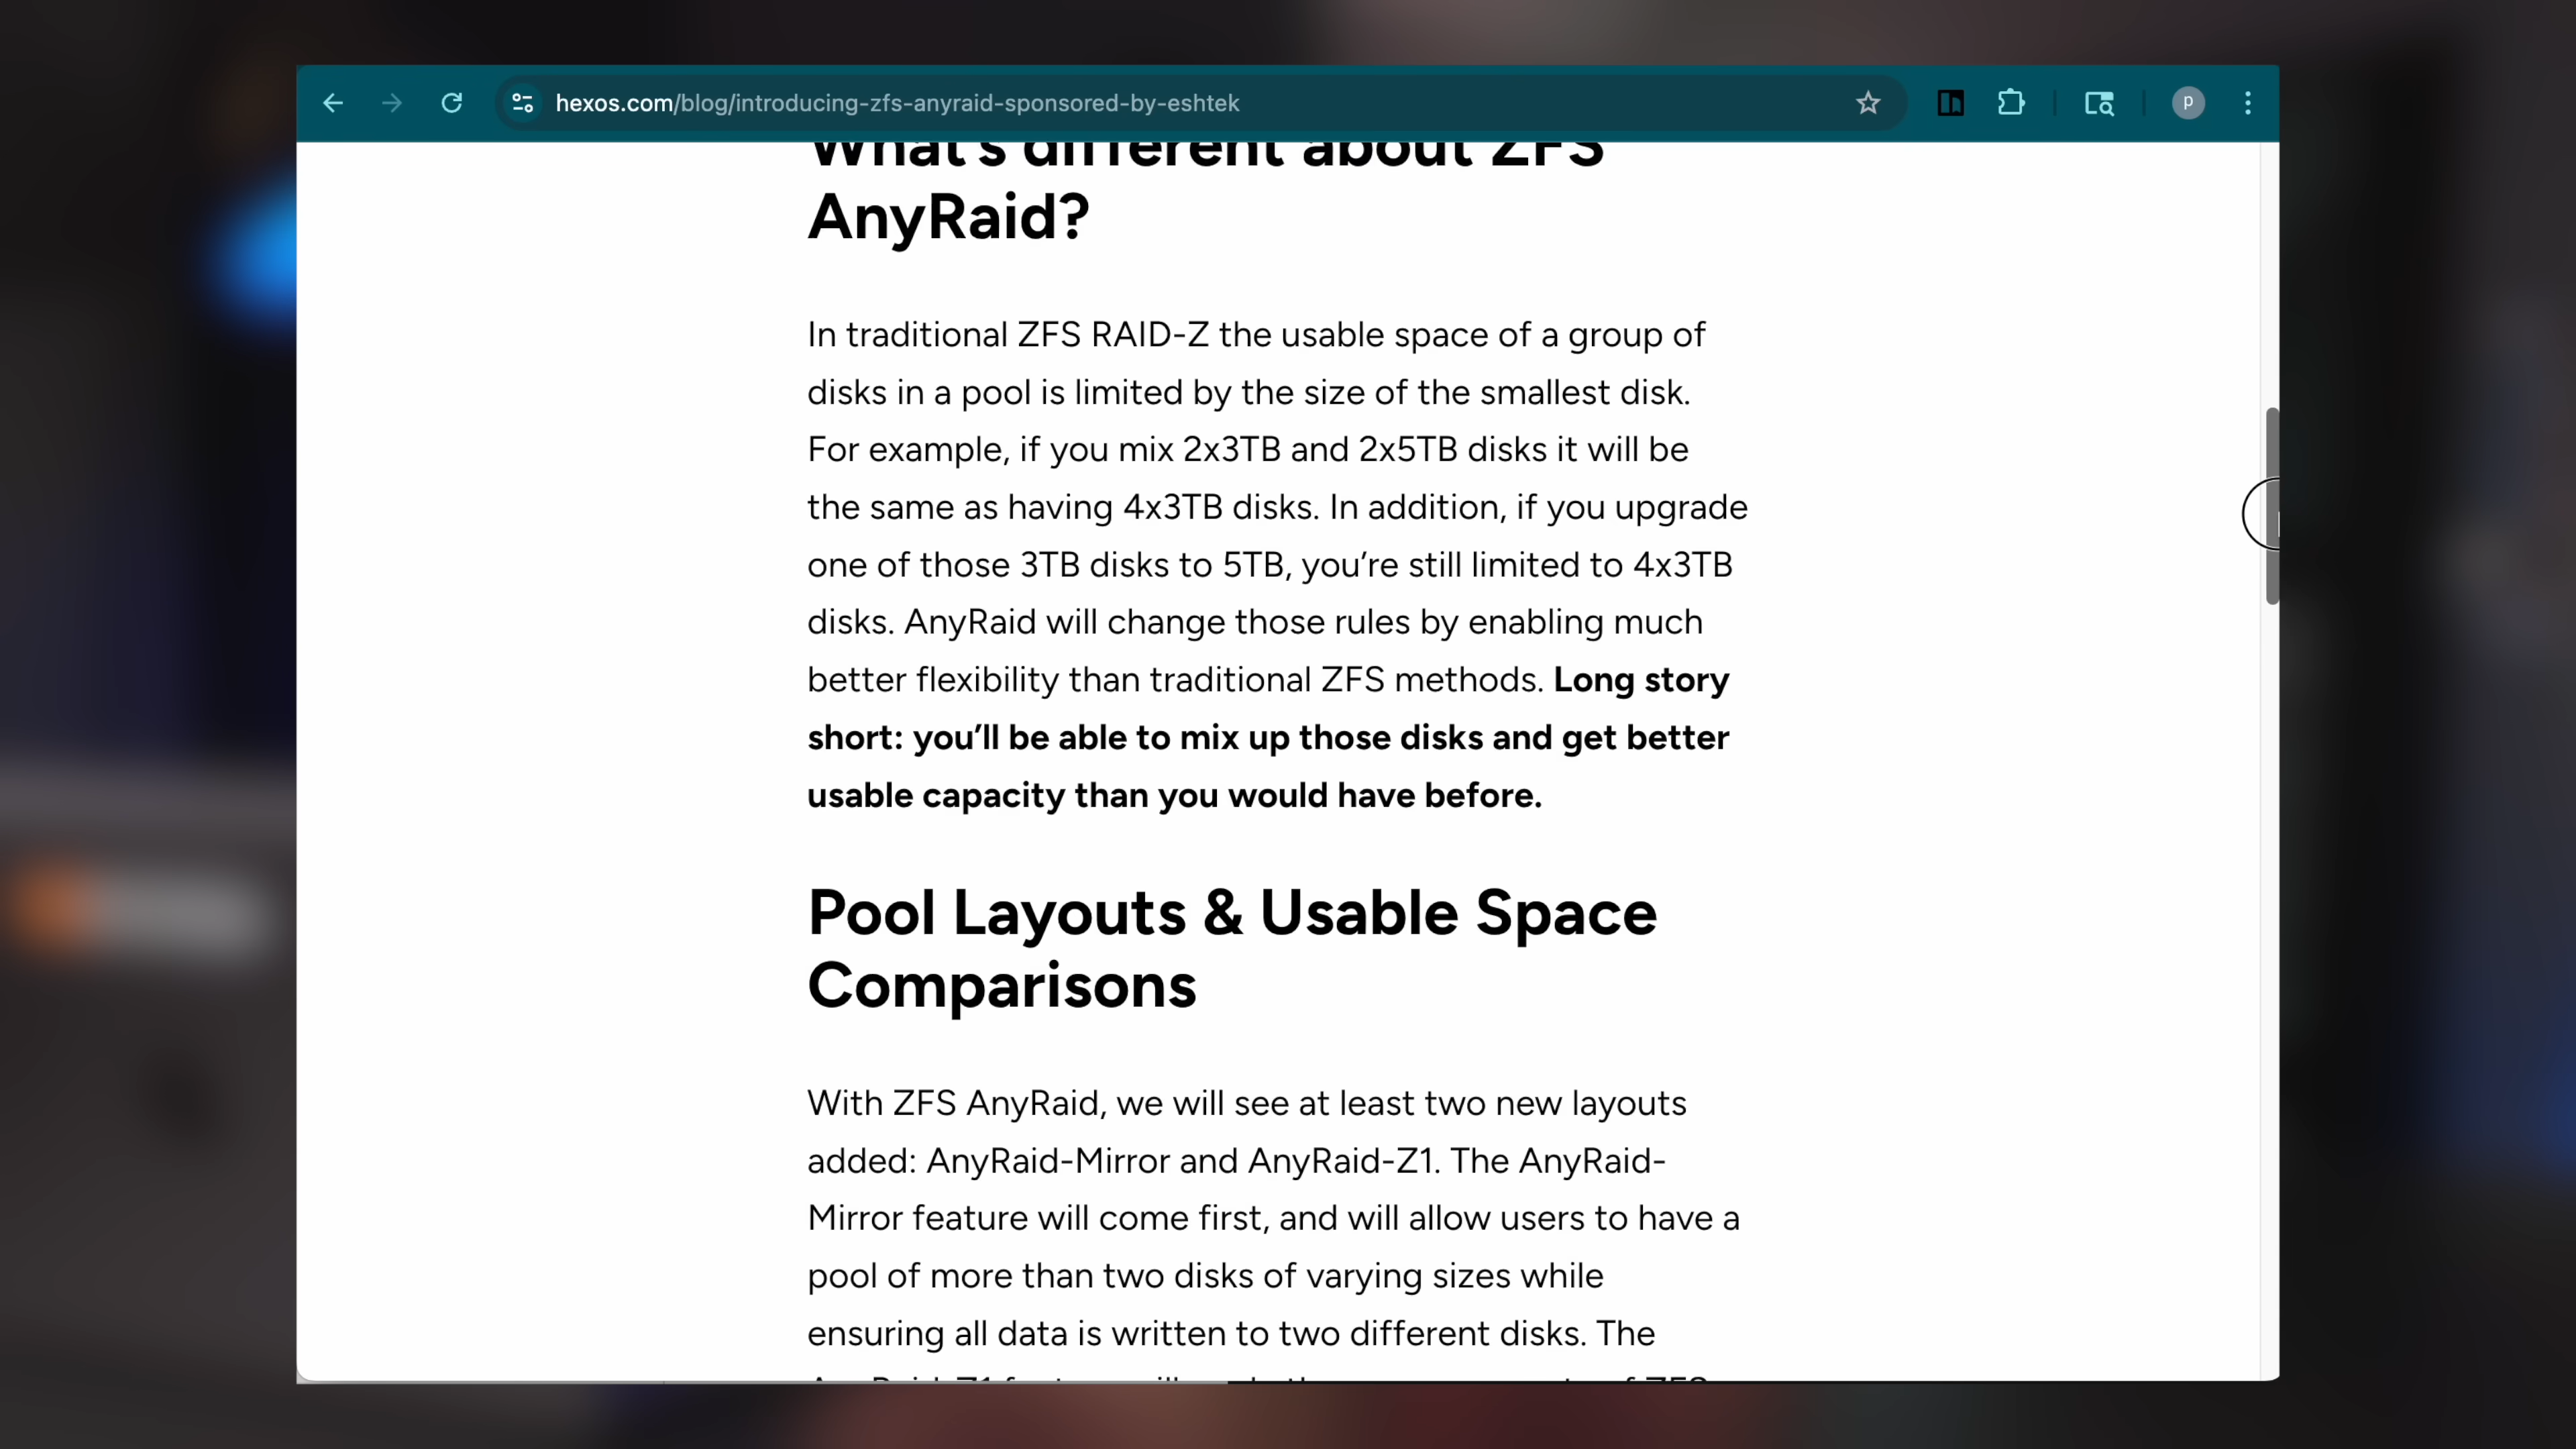 hexos.com/blog/introducing-zfs-anyraid-sponsored-by-eshtek
p
What's different about ZFS
AnyRaid?
In traditional ZFS RAID-Z the usable space of a group of
disks in a pool is limited by the size of the smallest disk.
For example, if you mix 2x3TB and 2x5TB disks it will be
the same as having 4x3TB disks. In addition, if you upgrade
one of those 3TB disks to 5TB, you’re still limited to 4x3TB
disks. AnyRaid will change those rules by enabling much
better flexibility than traditional ZFS methods. Long story
short: you’ll be able to mix up those disks and get better
usable capacity than you would have before.
Pool Layouts & Usable Space
Comparisons
With ZFS AnyRaid, we will see at least two new layouts
added: AnyRaid-Mirror and AnyRaid-Z1. The AnyRaid-
Mirror feature will come first, and will allow users to have a
pool of more than two disks of varying sizes while
ensuring all data is written to two different disks. The